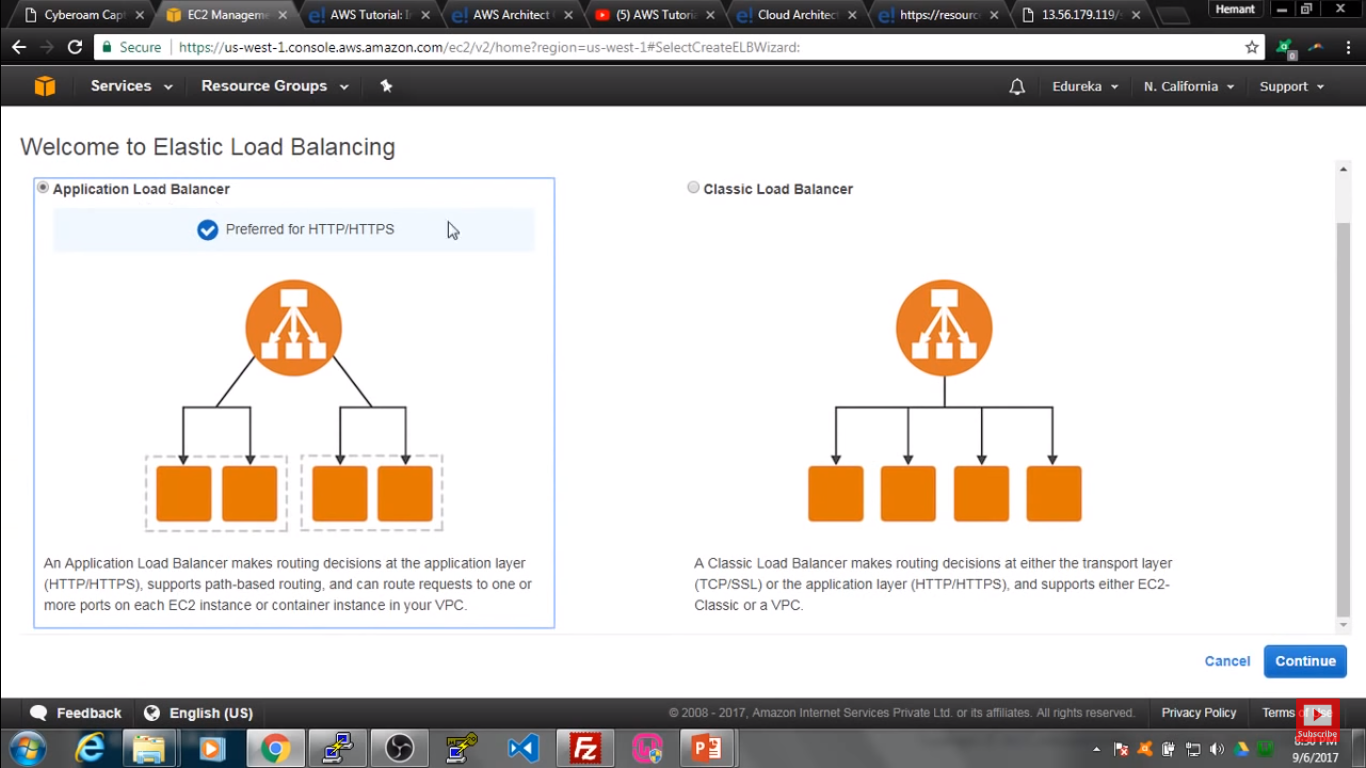 Cyberoam Capt
EC2 Manageme
AWS Tutorial: I
AWS Architect
(5) AWS Tutoria
Cloud Architect
https://resourc
13.56.179.119/
Hemant
Secure
https://us-west-1.console.aws.amazon.com/ec2/v2/home?region=us-west-1#SelectCreateELBWizard:
0
Services
Resource Groups
Edureka
N. California
Support
Welcome to Elastic Load Balancing
Application Load Balancer
Preferred for HTTP/HTTPS
An Application Load Balancer makes routing decisions at the application layer
(HTTP/HTTPS), supports path-based routing, and can route requests to one or
more ports on each EC2 instance or container instance in your VPC.
Classic Load Balancer
A Classic Load Balancer makes routing decisions at either the transport layer
(TCP/SSL) or the application layer (HTTP/HTTPS), and supports either EC2-
Classic or a VPC.
Cancel
Continue
Feedback
English (US)
© 2008 - 2017, Amazon Internet Services Private Ltd. or its affiliates. All rights reserved.
Privacy Policy
Terms of
Subscribe
9/6/2017